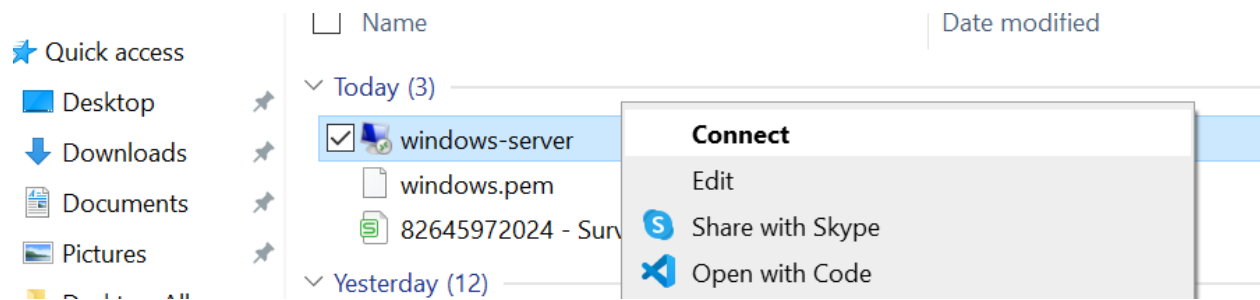 Name Date modified
Quick access
Today (3)
Desktop
windows-server
Connect
Downloads
windows.pem
Edit
Documents
82645972024 - Surv
Share with Skype
Pictures
Yesterday (12)
Open with Code